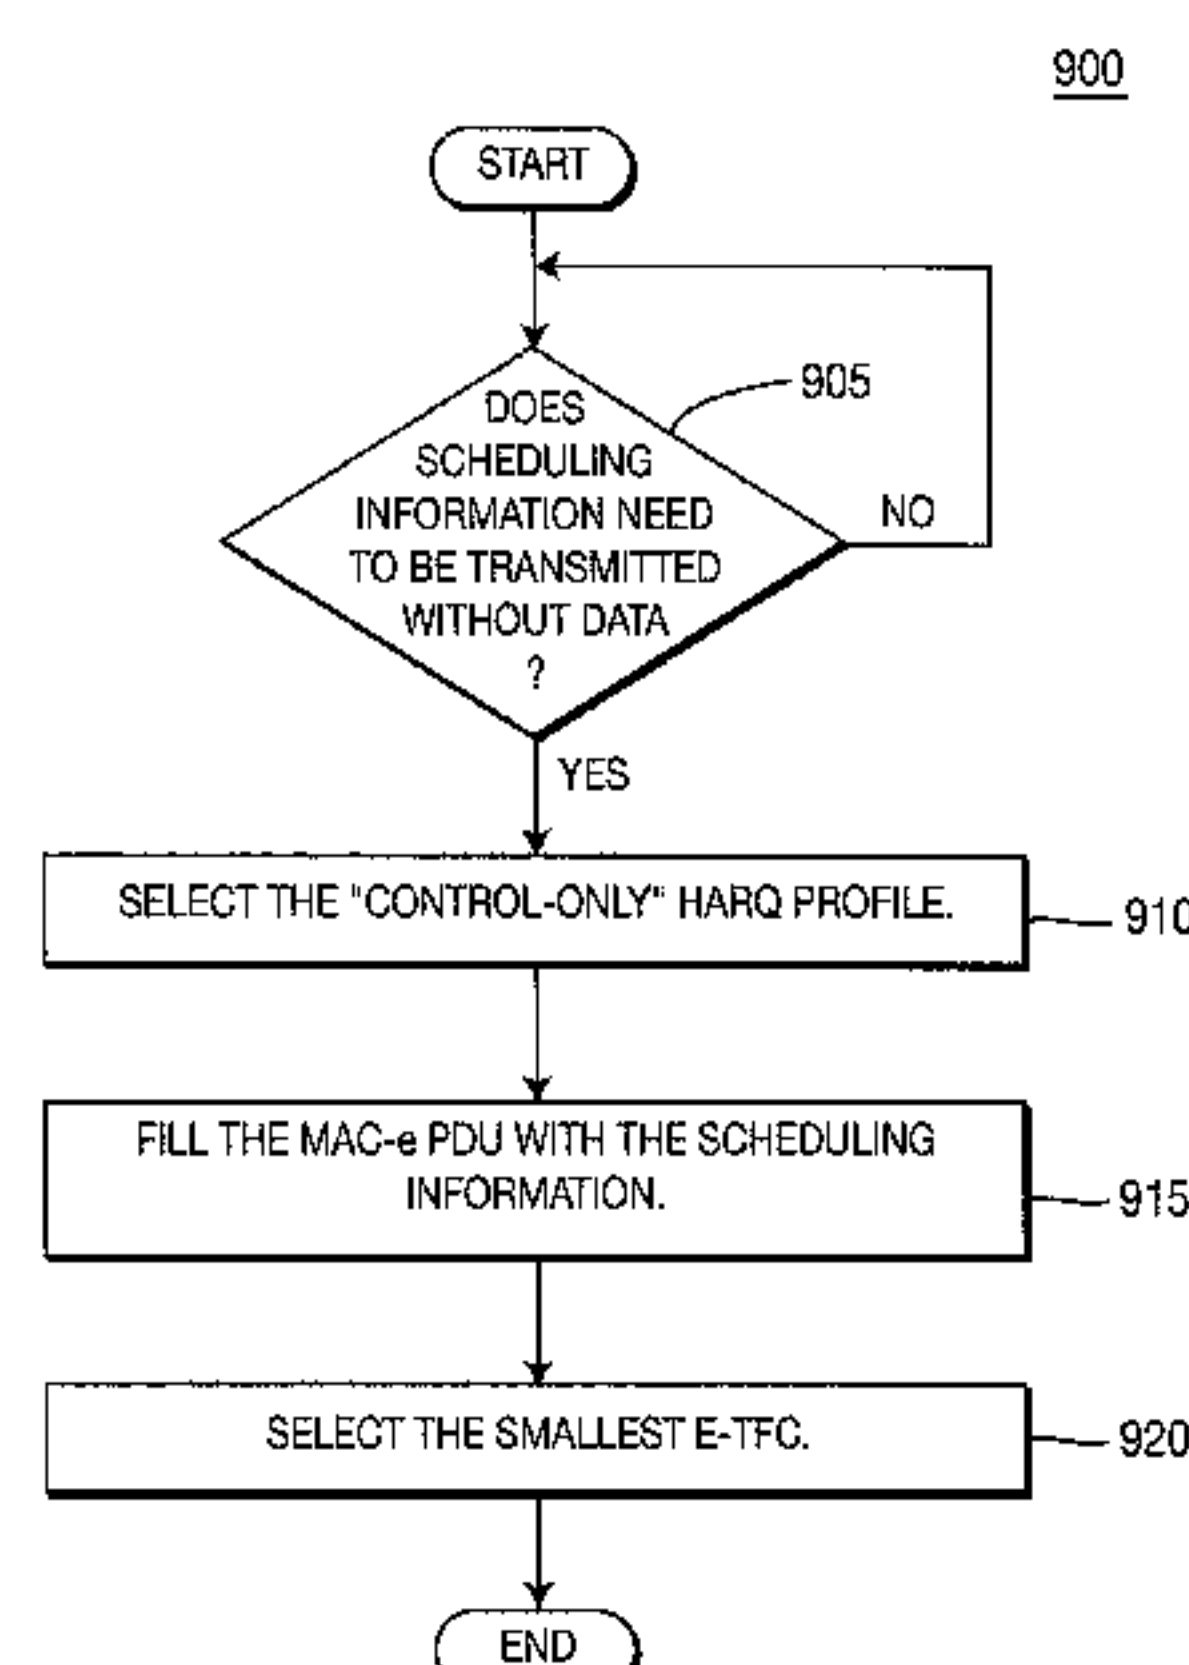 900
START
905
DOES
SCHEDULING
INFORMATION NEED
TO BE TRANSMITTED
WITHOUT DATA
?
NO
YES
SELECT THE "CONTROL-ONLY" HARQ PROFILE.
910
FILL THE MAC-e PDU WITH THE SCHEDULING
INFORMATION.
915
SELECT THE SMALLEST E-TFC.
920
END